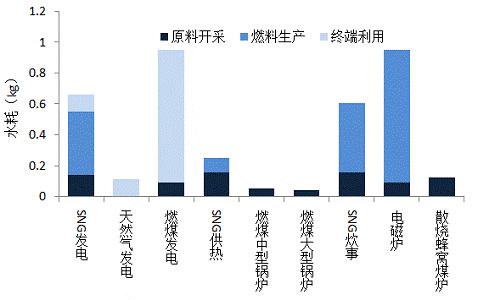 1.2
原料开采 燃料生产 终端利用
1
0.8
0.6
0.4
0.2
0
水耗（kg）
SNG发电
天然气发电
燃煤发电
SNG供热
燃煤中型锅炉
燃煤大型锅炉
SNG炊事
电磁炉
散烧蜂窝煤炉